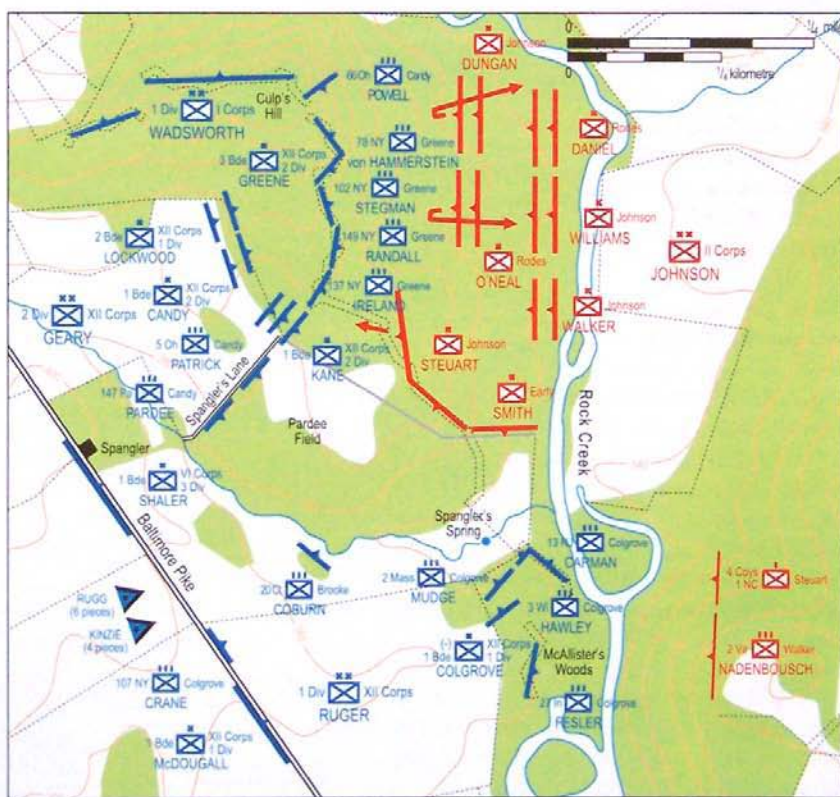 0 1/4 mile
0 1/4 kilometre
Johnson
DUNGAN
66 Oh Candy
POWELL
Culp's
Hill
1 Div I Corps
WADSWORTH
78 NY Greene
von HAMMERSTEIN
Rodes
DANIEL
3 Bde XII Corps
2 Div
GREENE
102 NY Greene
STEGMAN
Johnson
WILLIAMS
II Corps
JOHNSON
2 Bde XII Corps
1 Div
LOCKWOOD
149 NY Greene
RANDALL
Rodes
O'NEAL
137 NY Greene
IRELAND
1 Bde XII Corps
2 Div
CANDY
Johnson
WALKER
2 Div XII Corps
GEARY
5 Oh Candy
PATRICK
Johnson
STEUART
1 Bde XII Corps
2 Div
KANE
147 Pa Candy
PARDEE
Spangler's Lane
Early
SMITH
Rock Creek
Pardee
Field
Spangler
1 Bde VI Corps
3 Div
SHALER
Baltimore Pike
Spangler's
Spring
13 NJ Colgrove
CARMAN
RUGG
(6 pieces)
KINZIE
(4 pieces)
Brooke
COBURN
2 Mass Colgrove
MUDGE
3 Wi Colgrove
HAWLEY
4 Coys
1 NC Steuart
(-) XII Corps
1 Bde 1 Div
COLGROVE
McAllister's
Woods
2 Va Walker
NADENBOUSCH
107 NY Colgrove
CRANE
1 Div XII Corps
RUGER
27 In Colgrove
FESLER
1 Bde XII Corps
1 Div
McDOUGALL